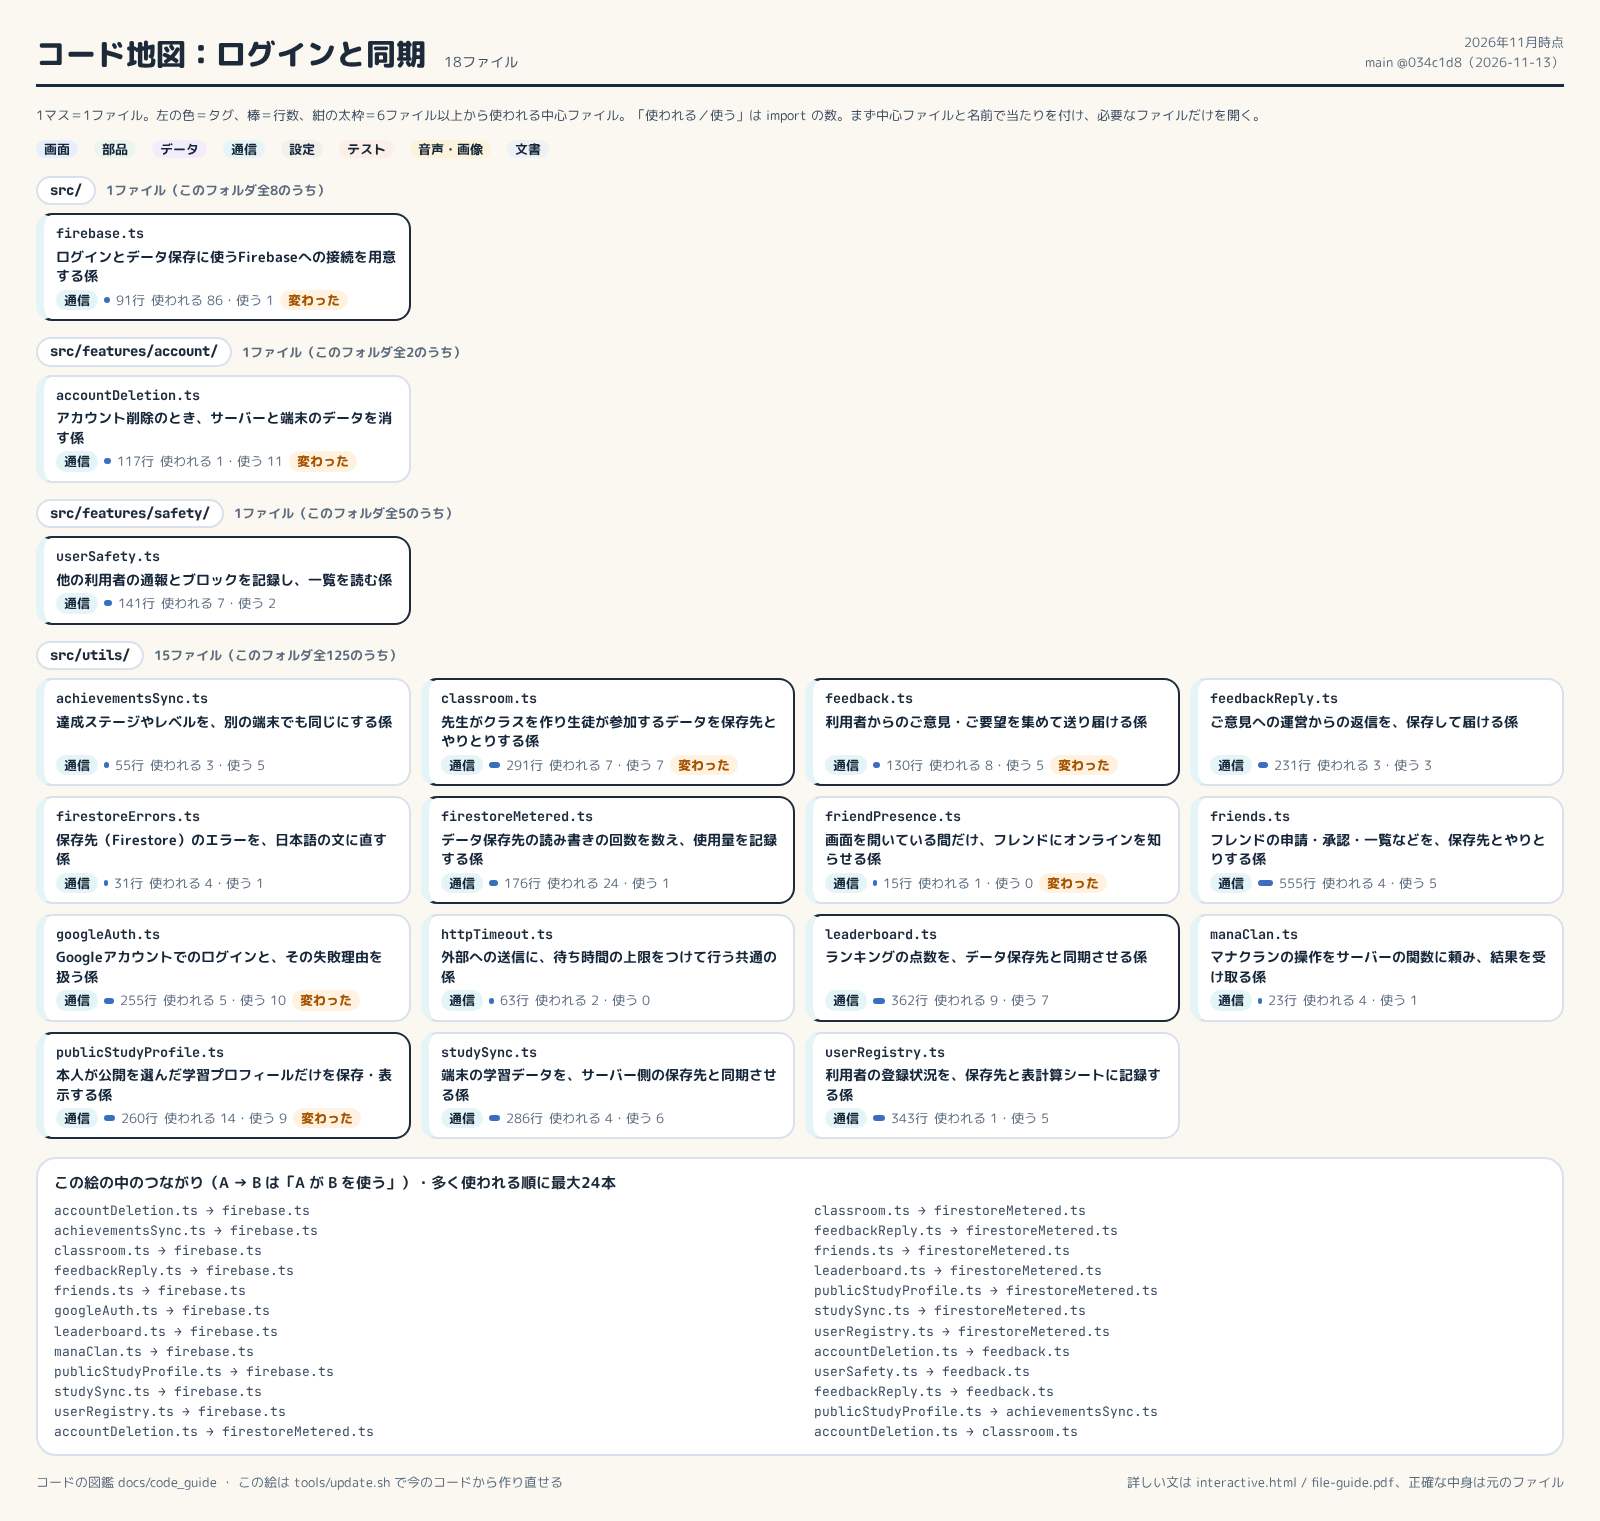 コード地図：ログインと同期 18ファイル
2026年11月時点
main @034c1d8（2026-11-13）
1マス＝1ファイル。左の色＝タグ、棒＝行数、紺の太枠＝6ファイル以上から使われる中心ファイル。「使われる／使う」は import の数。まず中心ファイルと名前で当たりを付け、必要なファイルだけを開く。
画面 部品 データ 通信 設定 テスト 音声・画像 文書
src/ 1ファイル（このフォルダ全8のうち）
firebase.ts
ログインとデータ保存に使うFirebaseへの接続を用意
する係
通信 91行 使われる 86 · 使う 1 変わった
src/features/account/ 1ファイル（このフォルダ全2のうち）
accountDeletion.ts
アカウント削除のとき、サーバーと端末のデータを消
す係
通信 117行 使われる 1 · 使う 11 変わった
src/features/safety/ 1ファイル（このフォルダ全5のうち）
userSafety.ts
他の利用者の通報とブロックを記録し、一覧を読む係
通信 141行 使われる 7 · 使う 2
src/utils/ 15ファイル（このフォルダ全125のうち）
achievementsSync.ts
達成ステージやレベルを、別の端末でも同じにする係
通信 55行 使われる 3 · 使う 5
classroom.ts
先生がクラスを作り生徒が参加するデータを保存先と
やりとりする係
通信 291行 使われる 7 · 使う 7 変わった
feedback.ts
利用者からのご意見・ご要望を集めて送り届ける係
通信 130行 使われる 8 · 使う 5 変わった
feedbackReply.ts
ご意見への運営からの返信を、保存して届ける係
通信 231行 使われる 3 · 使う 3
firestoreErrors.ts
保存先（Firestore）のエラーを、日本語の文に直す
係
通信 31行 使われる 4 · 使う 1
firestoreMetered.ts
データ保存先の読み書きの回数を数え、使用量を記録
する係
通信 176行 使われる 24 · 使う 1
friendPresence.ts
画面を開いている間だけ、フレンドにオンラインを知
らせる係
通信 15行 使われる 1 · 使う 0 変わった
friends.ts
フレンドの申請・承認・一覧などを、保存先とやりと
りする係
通信 555行 使われる 4 · 使う 5
googleAuth.ts
Googleアカウントでのログインと、その失敗理由を
扱う係
通信 255行 使われる 5 · 使う 10 変わった
httpTimeout.ts
外部への送信に、待ち時間の上限をつけて行う共通の
係
通信 63行 使われる 2 · 使う 0
leaderboard.ts
ランキングの点数を、データ保存先と同期させる係
通信 362行 使われる 9 · 使う 7
manaClan.ts
マナクランの操作をサーバーの関数に頼み、結果を受
け取る係
通信 23行 使われる 4 · 使う 1
publicStudyProfile.ts
本人が公開を選んだ学習プロフィールだけを保存・表
示する係
通信 260行 使われる 14 · 使う 9 変わった
studySync.ts
端末の学習データを、サーバー側の保存先と同期させ
る係
通信 286行 使われる 4 · 使う 6
userRegistry.ts
利用者の登録状況を、保存先と表計算シートに記録す
る係
通信 343行 使われる 1 · 使う 5
この絵の中のつながり（A → B は「A が B を使う」）・多く使われる順に最大24本
accountDeletion.ts → firebase.ts
achievementsSync.ts → firebase.ts
classroom.ts → firebase.ts
feedbackReply.ts → firebase.ts
friends.ts → firebase.ts
googleAuth.ts → firebase.ts
leaderboard.ts → firebase.ts
manaClan.ts → firebase.ts
publicStudyProfile.ts → firebase.ts
studySync.ts → firebase.ts
userRegistry.ts → firebase.ts
accountDeletion.ts → firestoreMetered.ts
classroom.ts → firestoreMetered.ts
feedbackReply.ts → firestoreMetered.ts
friends.ts → firestoreMetered.ts
leaderboard.ts → firestoreMetered.ts
publicStudyProfile.ts → firestoreMetered.ts
studySync.ts → firestoreMetered.ts
userRegistry.ts → firestoreMetered.ts
accountDeletion.ts → feedback.ts
userSafety.ts → feedback.ts
feedbackReply.ts → feedback.ts
publicStudyProfile.ts → achievementsSync.ts
accountDeletion.ts → classroom.ts
コードの図鑑 docs/code_guide · この絵は tools/update.sh で今のコードから作り直せる
詳しい文は interactive.html / file-guide.pdf、正確な中身は元のファイル